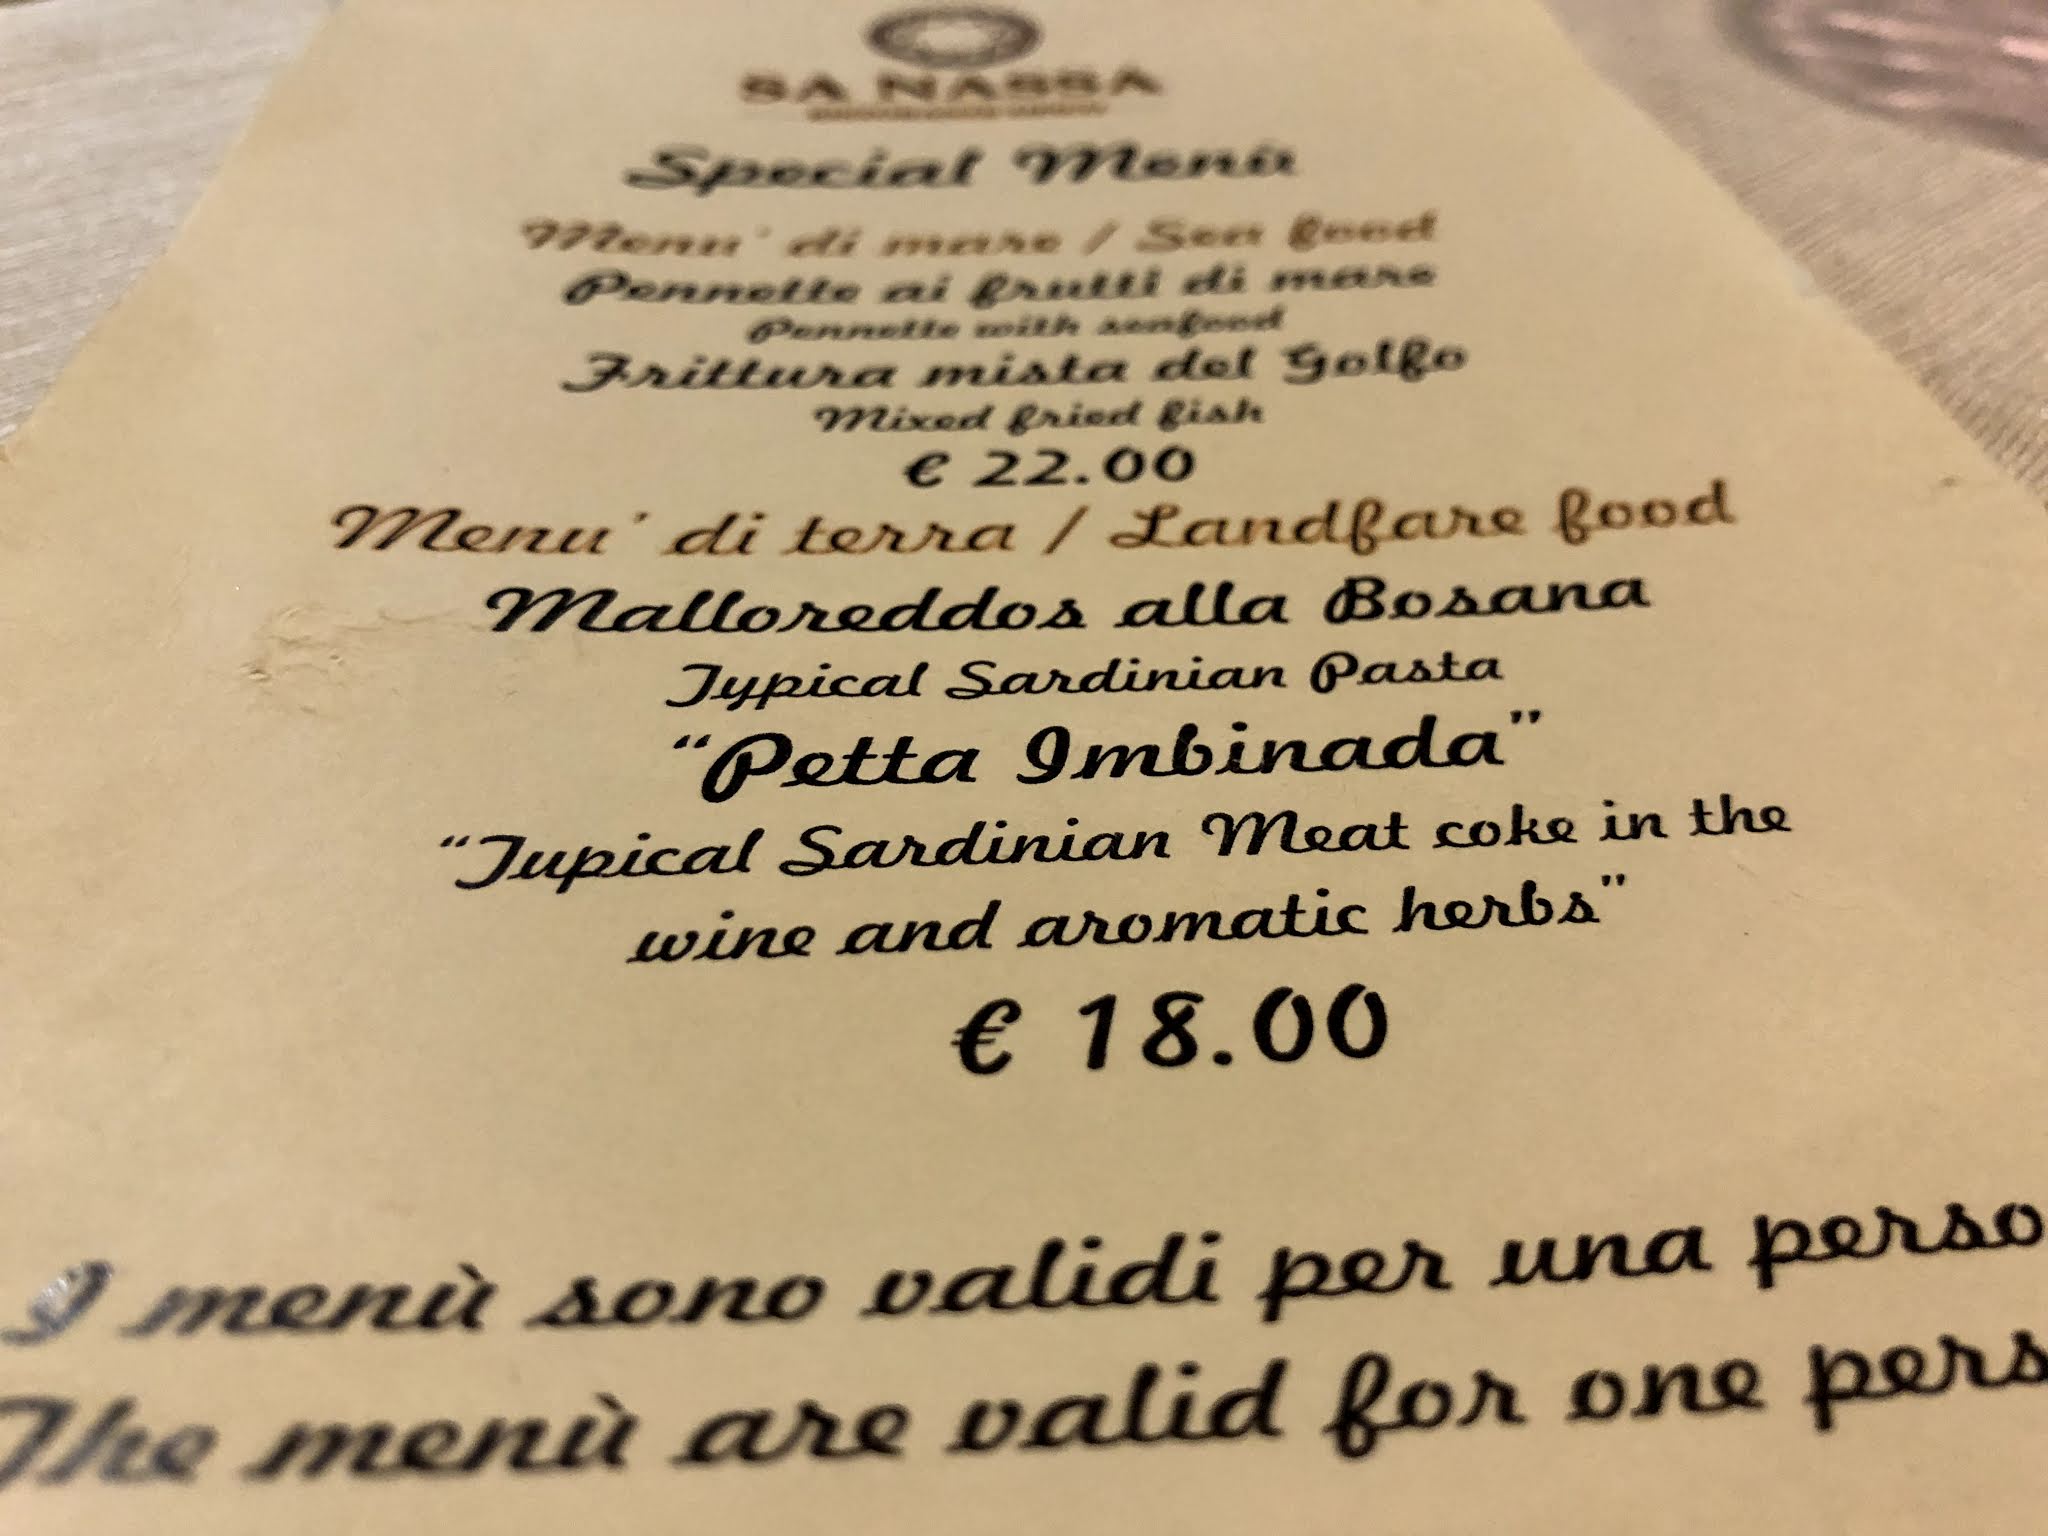 SA NASSA
Special Menù
Menu' di mare / Sea food
Pennette ai frutti di mare
Pennette with seafood
Frittura mista del Golfo
Mixed fried fish
€ 22.00
Menu' di terra / Landfare food
Malloreddos alla Bosana
Typical Sardinian Pasta
"Petta Imbinada"
"Tupical Sardinian Meat coke in the
wine and aromatic herbs"
€ 18.00
I menù sono validi per una perso
The menù are valid for one pers